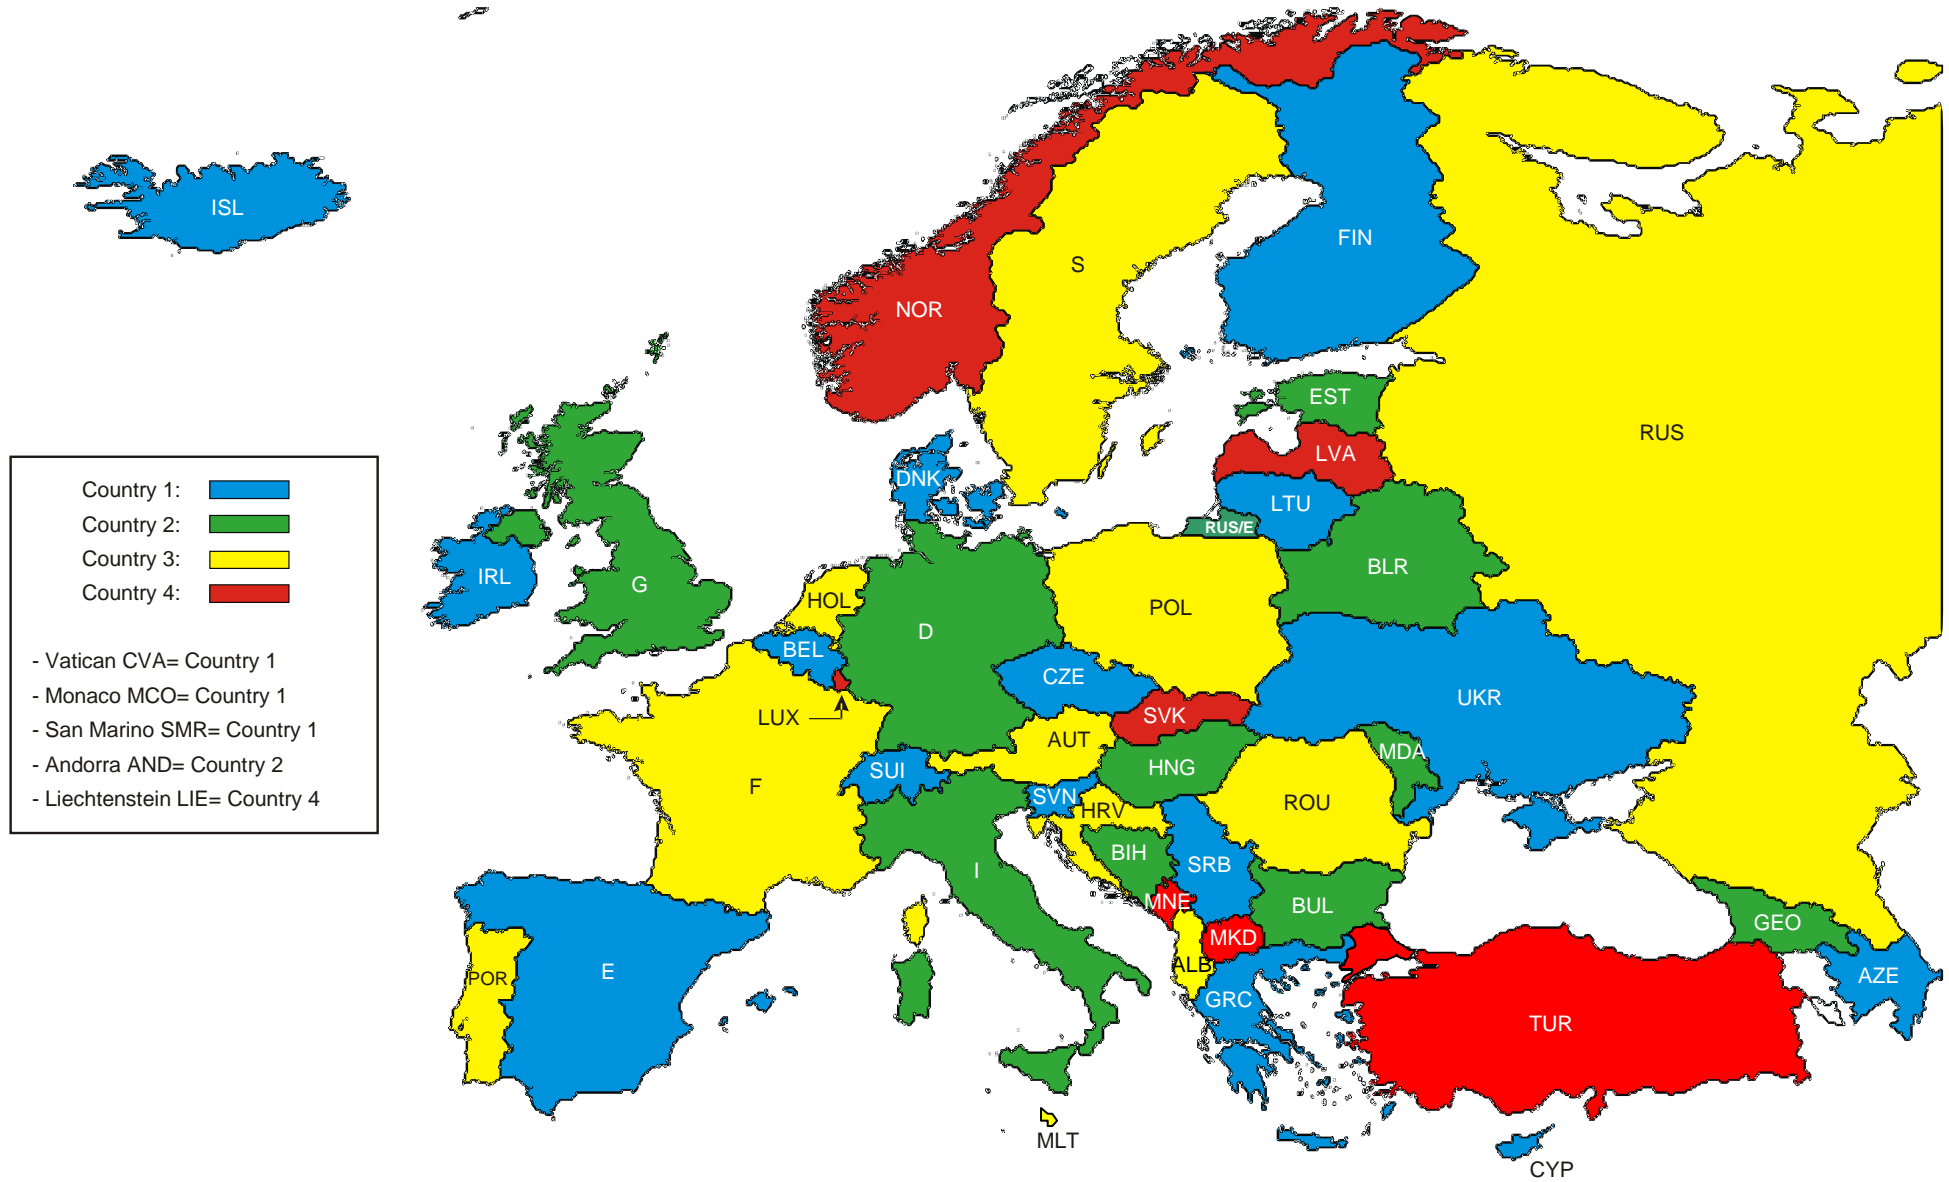 ISL
FIN
S
NOR
EST
RUS
LVA
DNK
LTU
RUS/E
BLR
IRL
G
HOL
POL
D
BEL
CZE
UKR
LUX
SVK
AUT
MDA
HNG
SUI
F
SVN
HRV
ROU
BIH
SRB
I
MNE
BUL
GEO
MKD
ALB
E
POR
AZE
GRC
TUR
MLT
CYP
Country 1:
Country 2:
Country 3:
Country 4:
- Vatican CVA= Country 1
- Monaco MCO= Country 1
- San Marino SMR= Country 1
- Andorra AND= Country 2
- Liechtenstein LIE= Country 4